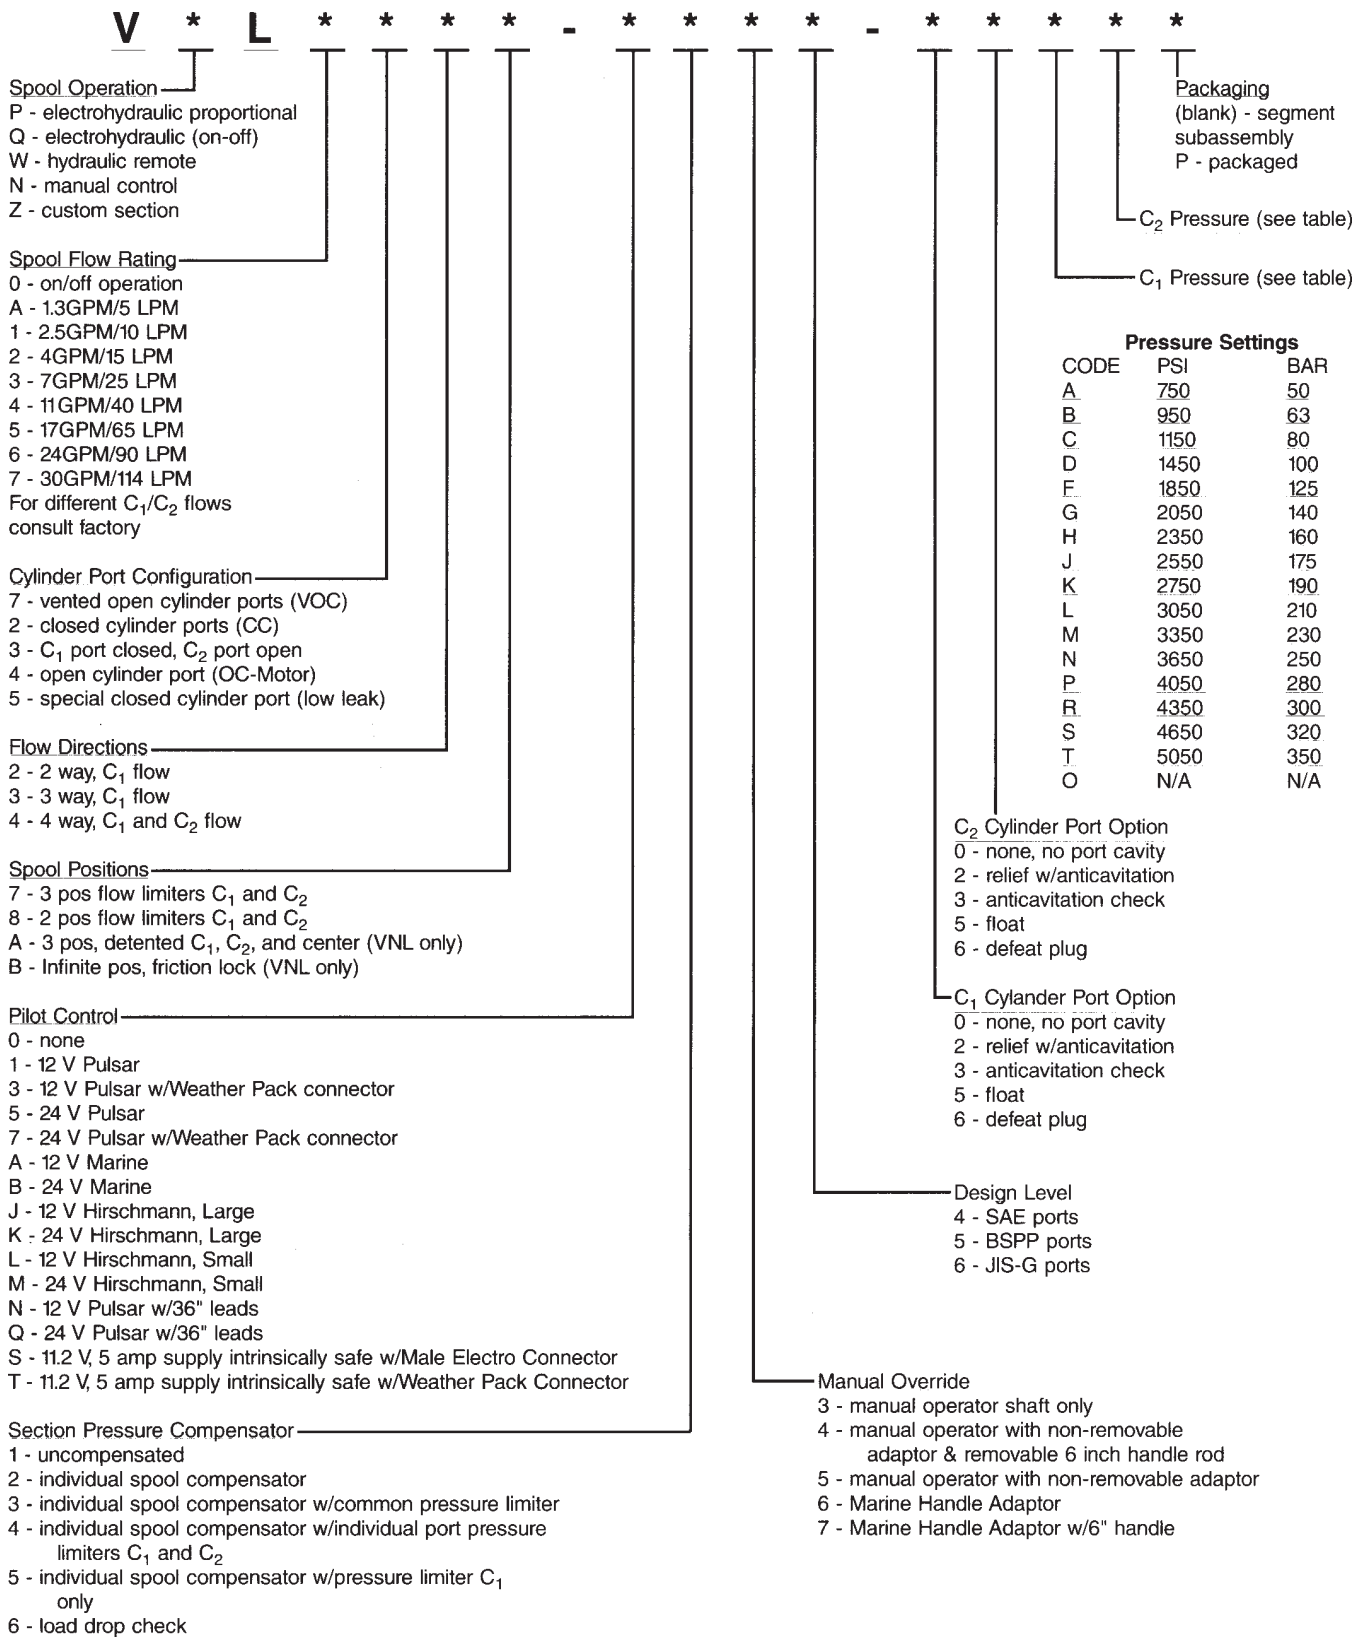 V * L * * * * - * * * * - * * * * *
Spool Operation
P - electrohydraulic proportional
Q - electrohydraulic (on-off)
W - hydraulic remote
N - manual control
Z - custom section
Spool Flow Rating
0 - on/off operation
A - 1.3GPM/5 LPM
1 - 2.5GPM/10 LPM
2 - 4GPM/15 LPM
3 - 7GPM/25 LPM
4 - 11GPM/40 LPM
5 - 17GPM/65 LPM
6 - 24GPM/90 LPM
7 - 30GPM/114 LPM
For different C₁/C₂ flows
consult factory
Cylinder Port Configuration
7 - vented open cylinder ports (VOC)
2 - closed cylinder ports (CC)
3 - C₁ port closed, C₂ port open
4 - open cylinder port (OC-Motor)
5 - special closed cylinder port (low leak)
Flow Directions
2 - 2 way, C₁ flow
3 - 3 way, C₁ flow
4 - 4 way, C₁ and C₂ flow
Spool Positions
7 - 3 pos flow limiters C₁ and C₂
8 - 2 pos flow limiters C₁ and C₂
A - 3 pos, detented C₁, C₂, and center (VNL only)
B - Infinite pos, friction lock (VNL only)
Pilot Control
0 - none
1 - 12 V Pulsar
3 - 12 V Pulsar w/Weather Pack connector
5 - 24 V Pulsar
7 - 24 V Pulsar w/Weather Pack connector
A - 12 V Marine
B - 24 V Marine
J - 12 V Hirschmann, Large
K - 24 V Hirschmann, Large
L - 12 V Hirschmann, Small
M - 24 V Hirschmann, Small
N - 12 V Pulsar w/36" leads
Q - 24 V Pulsar w/36" leads
S - 11.2 V, 5 amp supply intrinsically safe w/Male Electro Connector
T - 11.2 V, 5 amp supply intrinsically safe w/Weather Pack Connector
Section Pressure Compensator
1 - uncompensated
2 - individual spool compensator
3 - individual spool compensator w/common pressure limiter
4 - individual spool compensator w/individual port pressure
limiters C₁ and C₂
5 - individual spool compensator w/pressure limiter C₁
only
6 - load drop check
Packaging
(blank) - segment
subassembly
P - packaged
C₂ Pressure (see table)
C₁ Pressure (see table)
Pressure Settings
CODE PSI BAR
A 750 50
B 950 63
C 1150 80
D 1450 100
F 1850 125
G 2050 140
H 2350 160
J 2550 175
K 2750 190
L 3050 210
M 3350 230
N 3650 250
P 4050 280
R 4350 300
S 4650 320
T 5050 350
O N/A N/A
C₂ Cylinder Port Option
0 - none, no port cavity
2 - relief w/anticavitation
3 - anticavitation check
5 - float
6 - defeat plug
C₁ Cylander Port Option
0 - none, no port cavity
2 - relief w/anticavitation
3 - anticavitation check
5 - float
6 - defeat plug
Design Level
4 - SAE ports
5 - BSPP ports
6 - JIS-G ports
Manual Override
3 - manual operator shaft only
4 - manual operator with non-removable
adaptor & removable 6 inch handle rod
5 - manual operator with non-removable adaptor
6 - Marine Handle Adaptor
7 - Marine Handle Adaptor w/6" handle